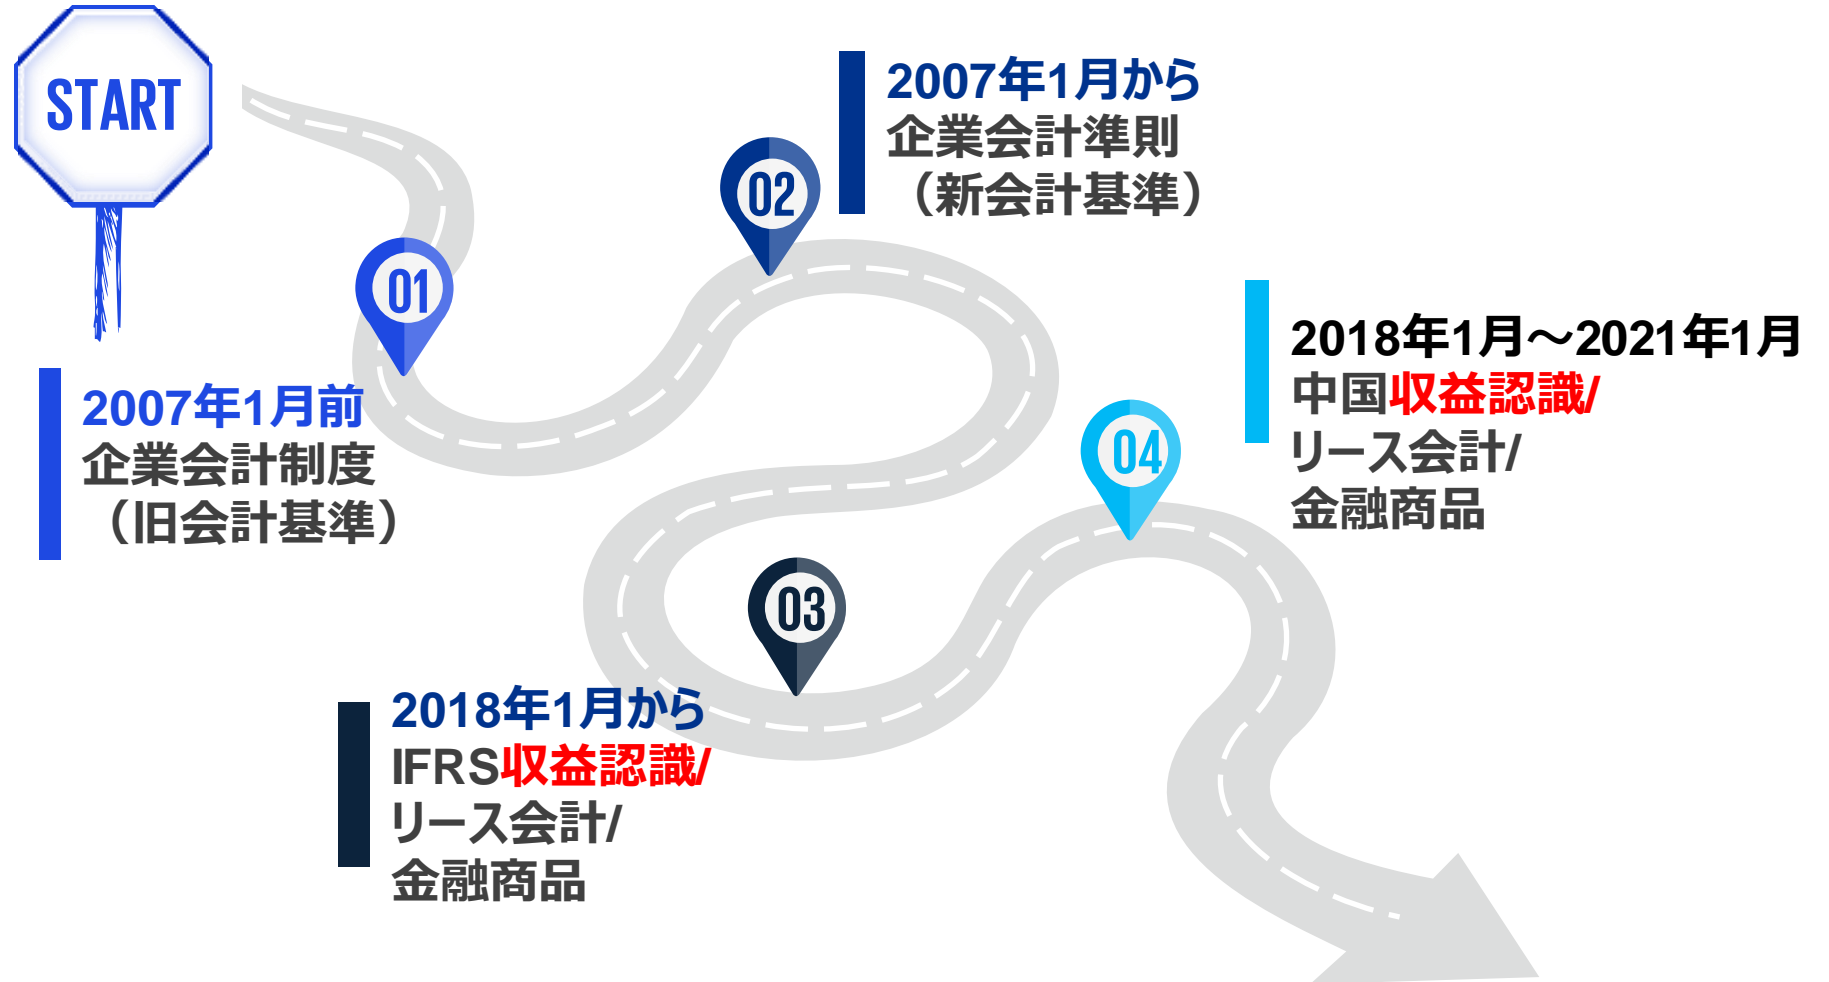 START
01
2007年1月前
企業会計制度
（旧会計基準）
02
2007年1月から
企業会計準則
（新会計基準）
03
2018年1月から
IFRS収益認識/
リース会計/
金融商品
04
2018年1月～2021年1月
中国収益認識/
リース会計/
金融商品